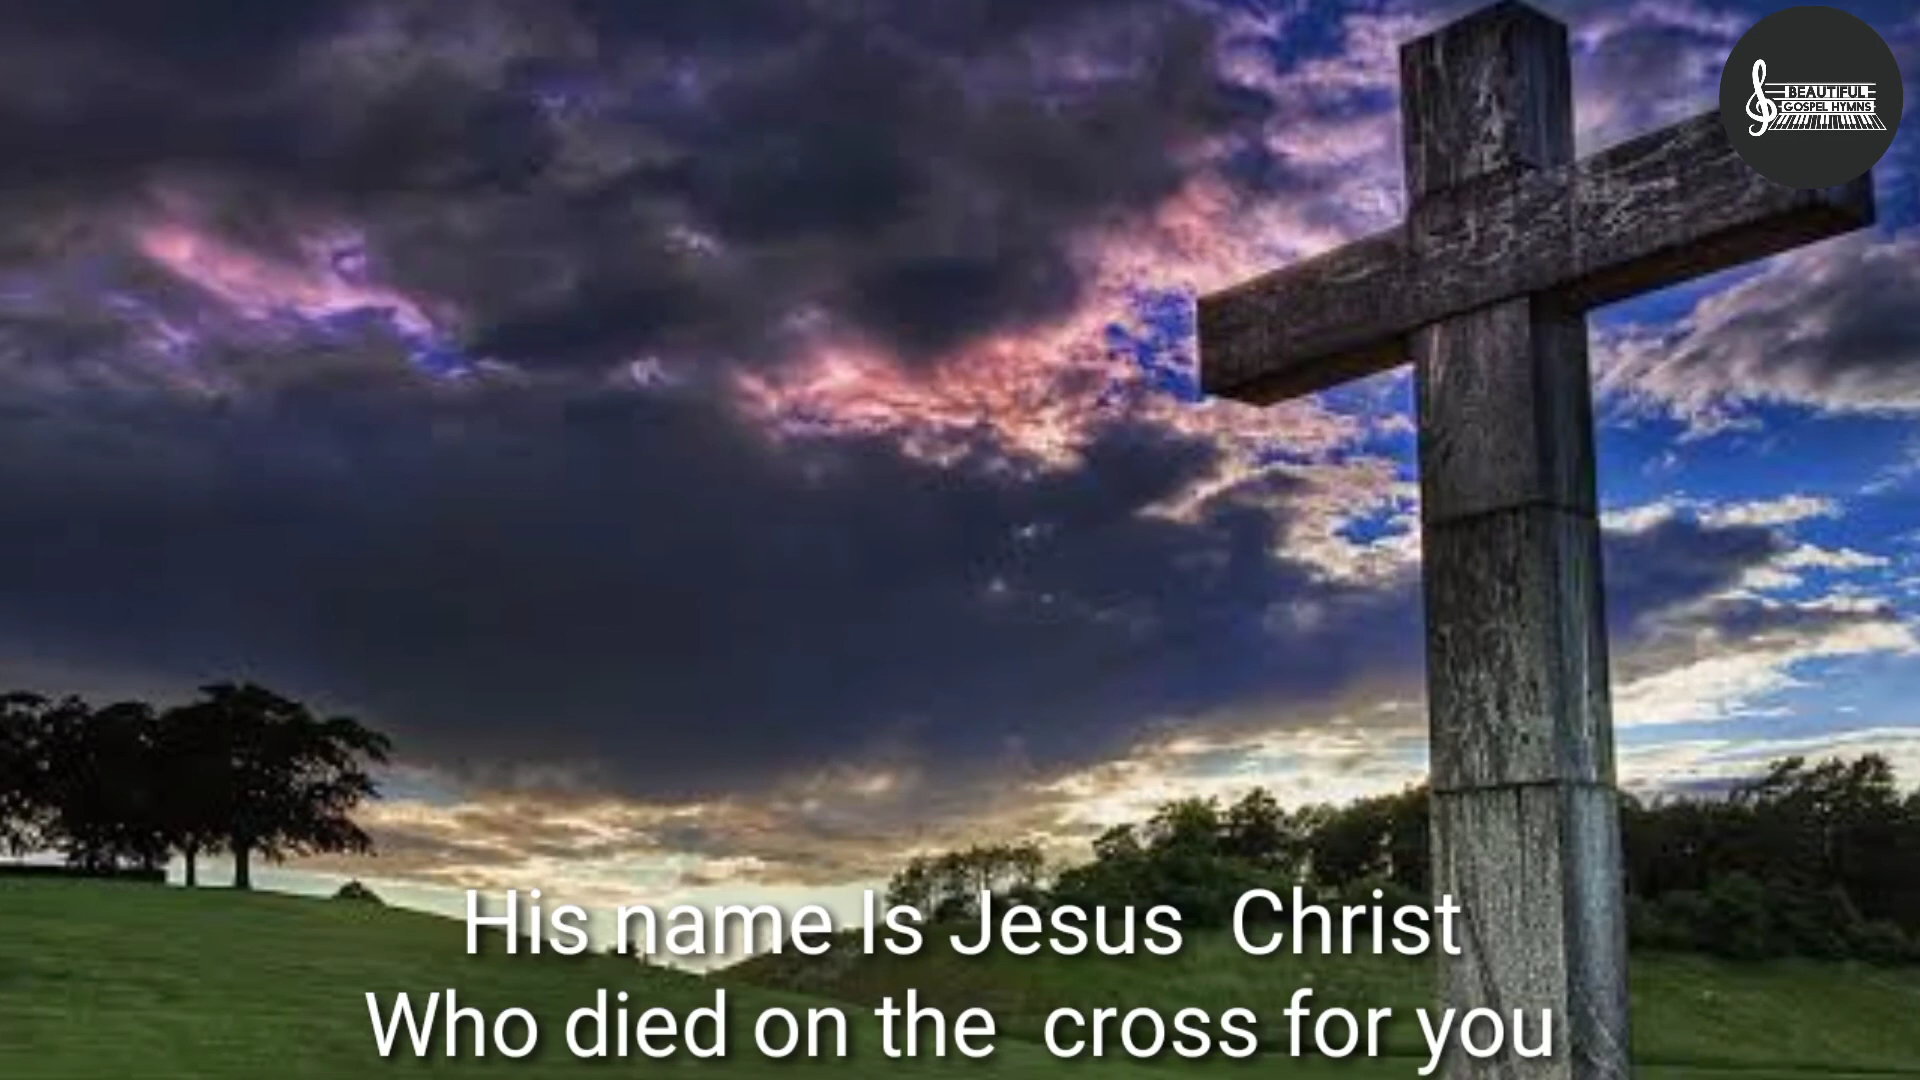 BEAUTIFUL
GOSPEL HYMNS
His name Is Jesus  Christ
Who died on the  cross for you